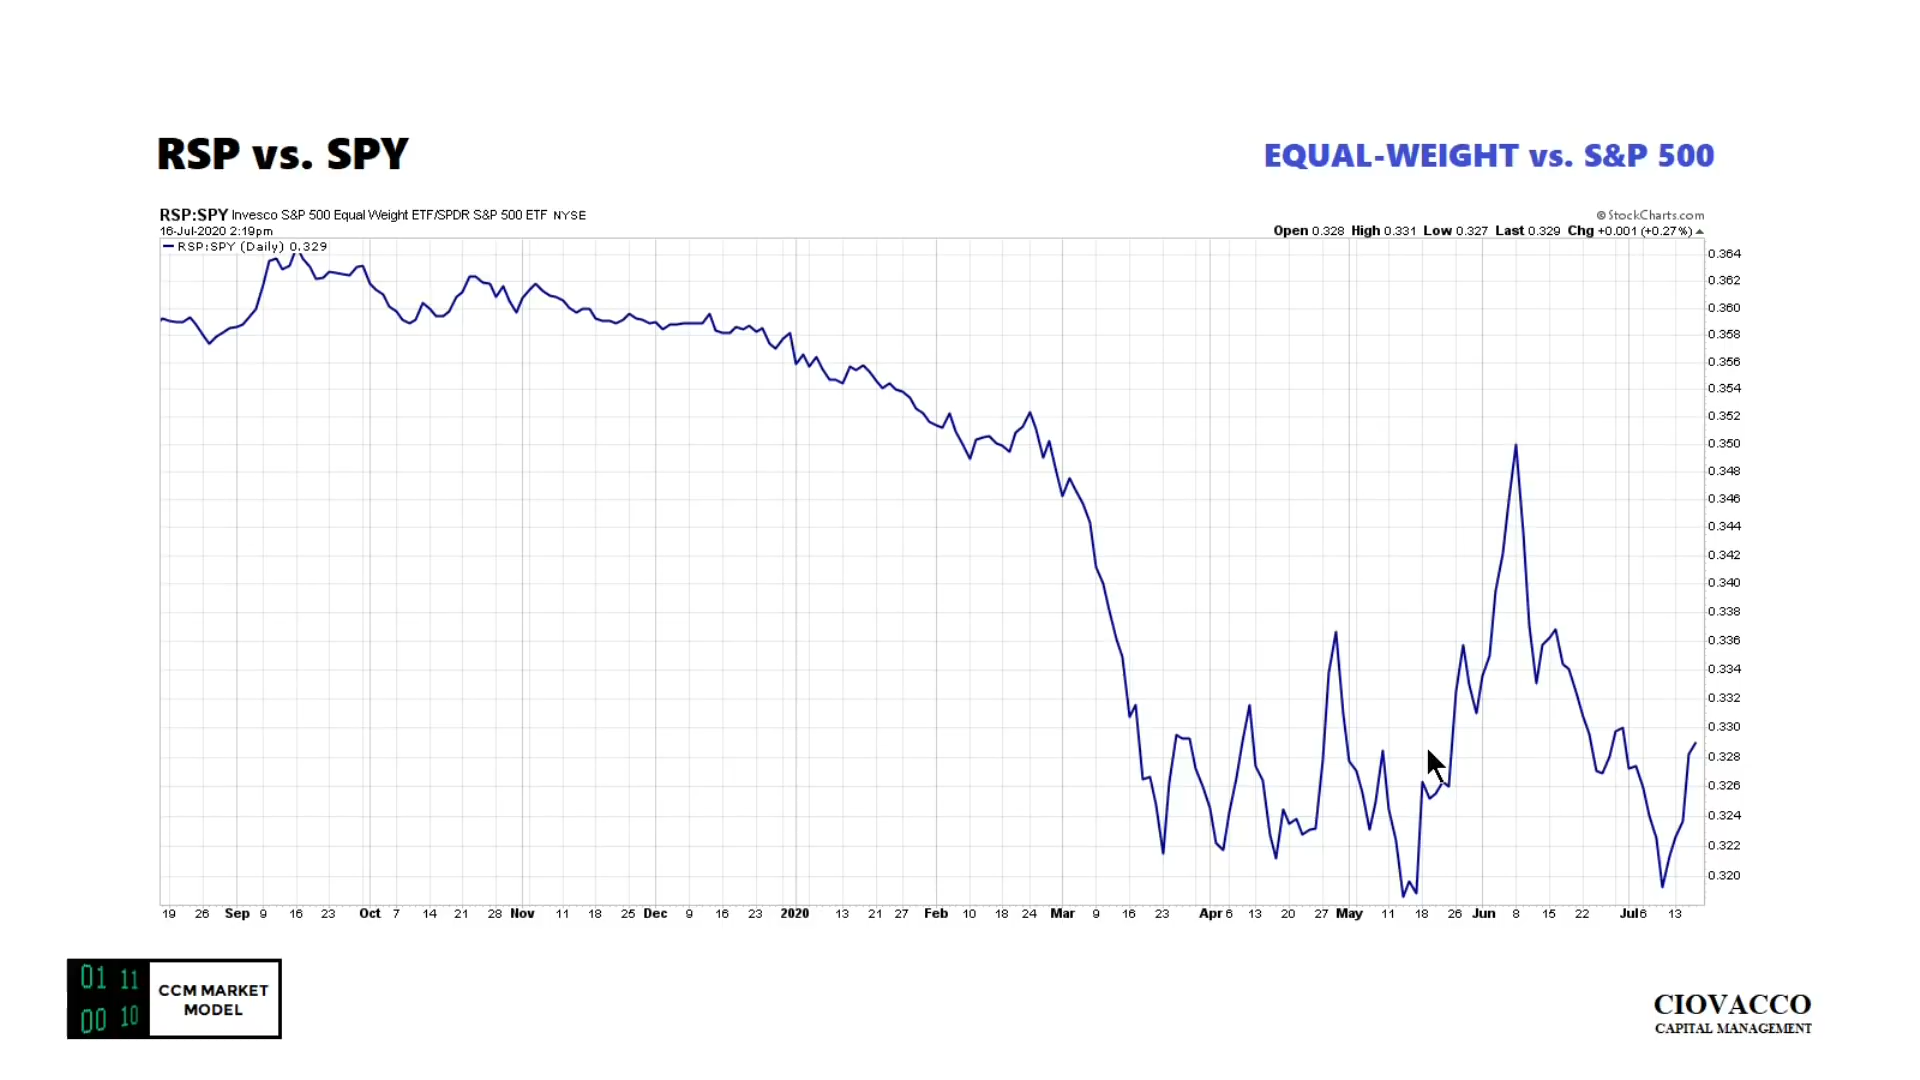 RSP vs. SPY
EQUAL-WEIGHT vs. S&P 500
RSP:SPY Invesco S&P 500 Equal Weight ETF/SPDR S&P 500 ETF NYSE
© StockCharts.com
16-Jul-2020 2:19pm
Open 0.328 High 0.331 Low 0.327 Last 0.329 Chg +0.001 (+0.27%)
RSP:SPY (Daily) 0.329
0.364
0.362
0.360
0.358
0.356
0.354
0.352
0.350
0.348
0.346
0.344
0.342
0.340
0.338
0.336
0.334
0.332
0.330
0.328
0.326
0.324
0.322
0.320
19 26 Sep 9 16 23 Oct 7 14 21 28 Nov 11 18 25 Dec 9 16 23 2020 13 21 27 Feb 10 18 24 Mar 9 16 23 Apr 6 13 20 27 May 11 18 26 Jun 8 15 22 Jul 6 13
01 11
00 10
CCM MARKET
MODEL
CIOVACCO
CAPITAL MANAGEMENT